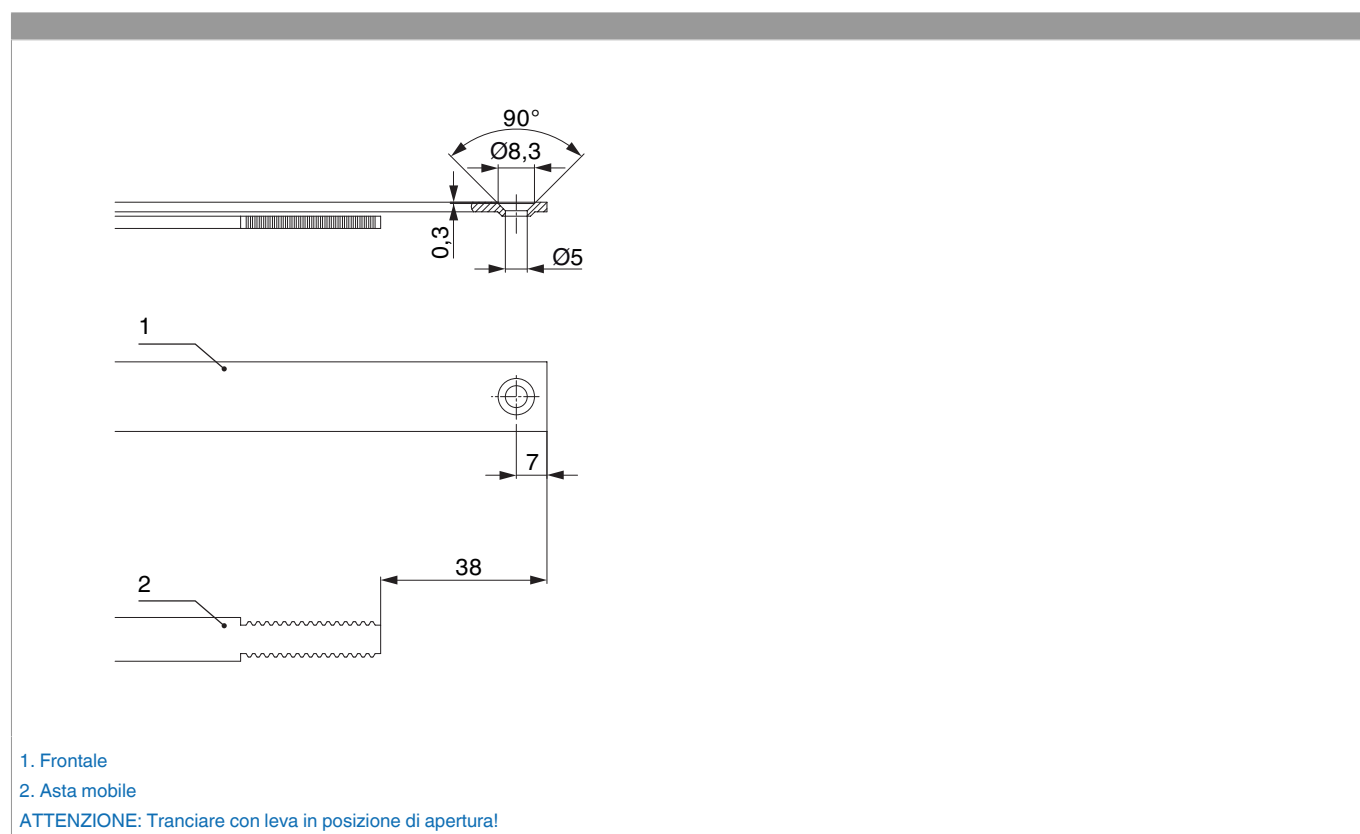 90°
Ø8,3
0,3
Ø5
1
7
38
2
1. Frontale
2. Asta mobile
ATTENZIONE: Tranciare con leva in posizione di apertura!